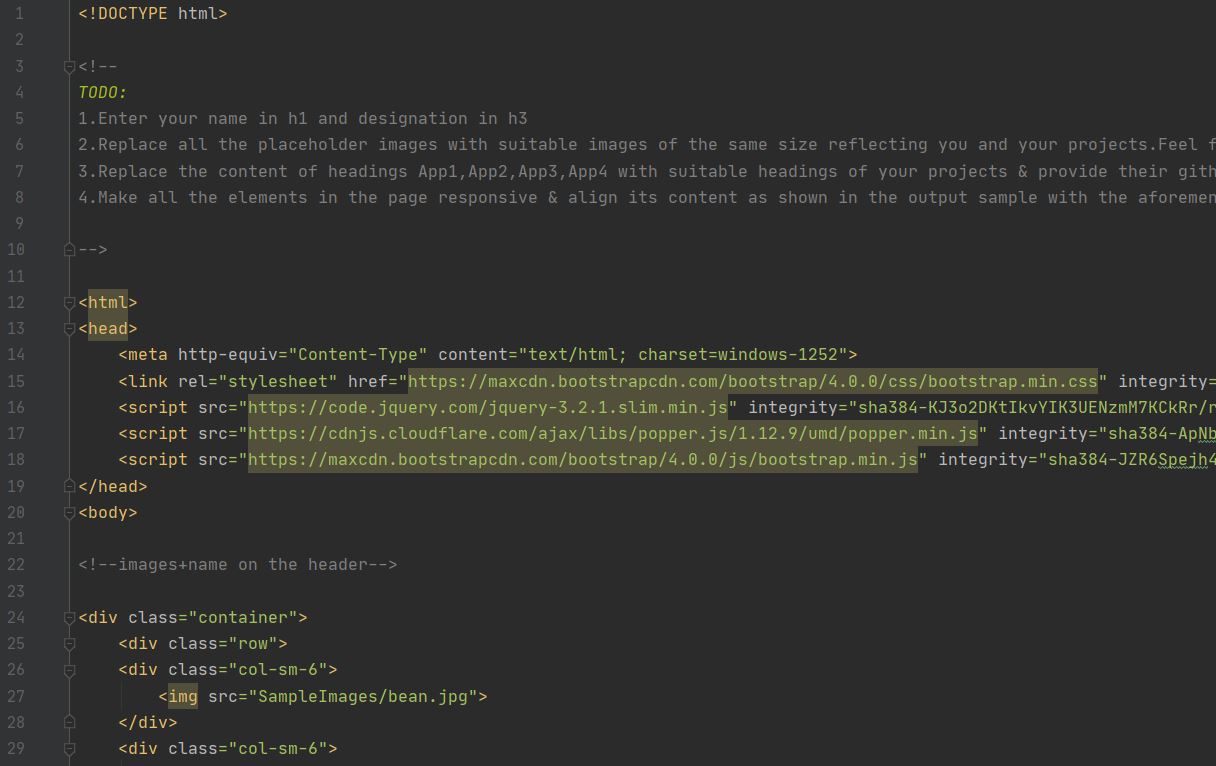 1 <!DOCTYPE html>
2
3 <!--
4 TODO:
5 1.Enter your name in h1 and designation in h3
6 2.Replace all the placeholder images with suitable images of the same size reflecting you and your projects.Feel f
7 3.Replace the content of headings App1,App2,App3,App4 with suitable headings of your projects & provide their gith
8 4.Make all the elements in the page responsive & align its content as shown in the output sample with the aforemen
9
10 -->
11
12 <html>
13 <head>
14 <meta http-equiv="Content-Type" content="text/html; charset=windows-1252">
15 <link rel="stylesheet" href="https://maxcdn.bootstrapcdn.com/bootstrap/4.0.0/css/bootstrap.min.css" integrity=
16 <script src="https://code.jquery.com/jquery-3.2.1.slim.min.js" integrity="sha384-KJ3o2DKtIkvYIK3UENzmM7KCkRr/r
17 <script src="https://cdnjs.cloudflare.com/ajax/libs/popper.js/1.12.9/umd/popper.min.js" integrity="sha384-ApNb
18 <script src="https://maxcdn.bootstrapcdn.com/bootstrap/4.0.0/js/bootstrap.min.js" integrity="sha384-JZR6Spejh4
19 </head>
20 <body>
21
22 <!--images+name on the header-->
23
24 <div class="container">
25 <div class="row">
26 <div class="col-sm-6">
27 <img src="SampleImages/bean.jpg">
28 </div>
29 <div class="col-sm-6">